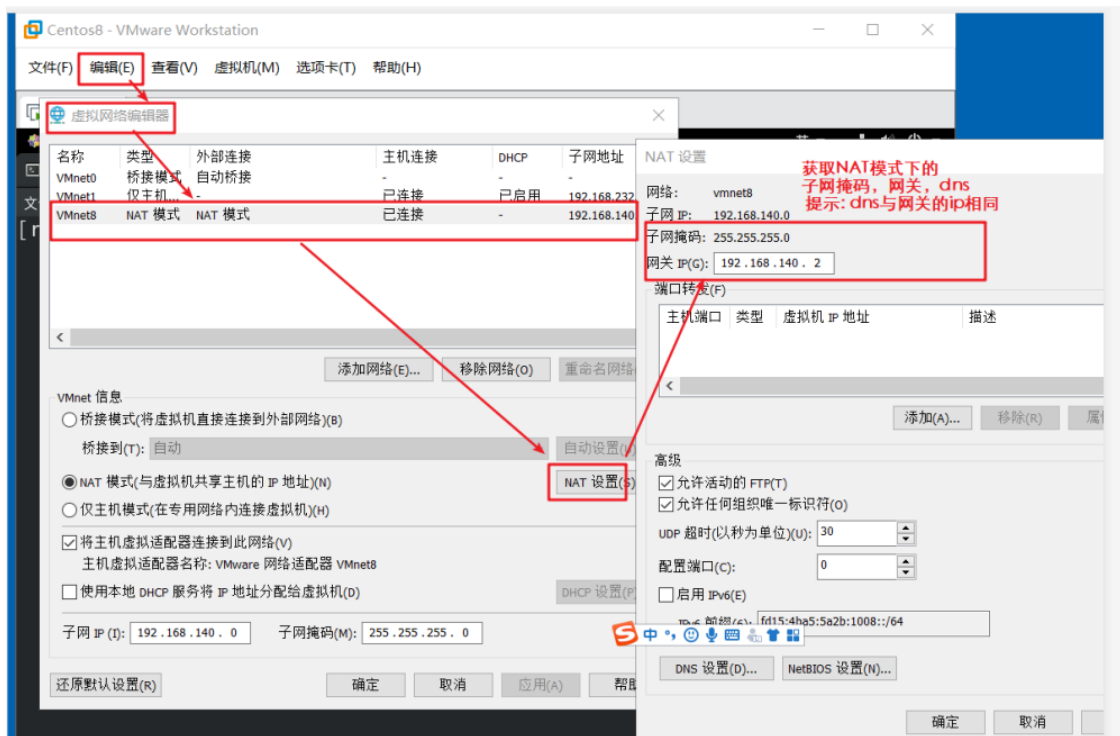 Centos8 - VMware Workstation
文件(F) 编辑(E) 查看(V) 虚拟机(M) 选项卡(T) 帮助(H)
虚拟网络编辑器
名称 类型 外部连接 主机连接 DHCP 子网地址
VMnet0 桥接模式 自动桥接 - - -
VMnet1 仅主机... - 已连接 已启用 192.168.232
VMnet8 NAT 模式 NAT 模式 已连接 - 192.168.140
添加网络(E)... 移除网络(O) 重命名网络
VMnet 信息
桥接模式(将虚拟机直接连接到外部网络)(B)
桥接到(T): 自动 自动设置
NAT 模式(与虚拟机共享主机的 IP 地址)(N) NAT 设置(S)
仅主机模式(在专用网络内连接虚拟机)(H)
将主机虚拟适配器连接到此网络(V)
主机虚拟适配器名称: VMware 网络适配器 VMnet8
使用本地 DHCP 服务将 IP 地址分配给虚拟机(D) DHCP 设置(P)
子网 IP (I): 192 .168 .140 . 0 子网掩码(M): 255 .255 .255 . 0
还原默认设置(R) 确定 取消 应用(A) 帮助
NAT 设置
获取NAT模式下的
子网掩码，网关，dns
提示：dns与网关的ip相同
网络: vmnet8
子网 IP: 192.168.140.0
子网掩码: 255.255.255.0
网关 IP(G): 192 .168 .140 . 2
端口转发(F)
主机端口 类型 虚拟机 IP 地址 描述
添加(A)... 移除(R)
高级
允许活动的 FTP(T)
允许任何组织唯一标识符(O)
UDP 超时(以秒为单位)(U): 30
配置端口(C): 0
启用 IPv6(E)
IPv6 前缀(6): fd15:4ba5:5a2b:1008::/64
中
DNS 设置(D)... NetBIOS 设置(N)...
确定 取消